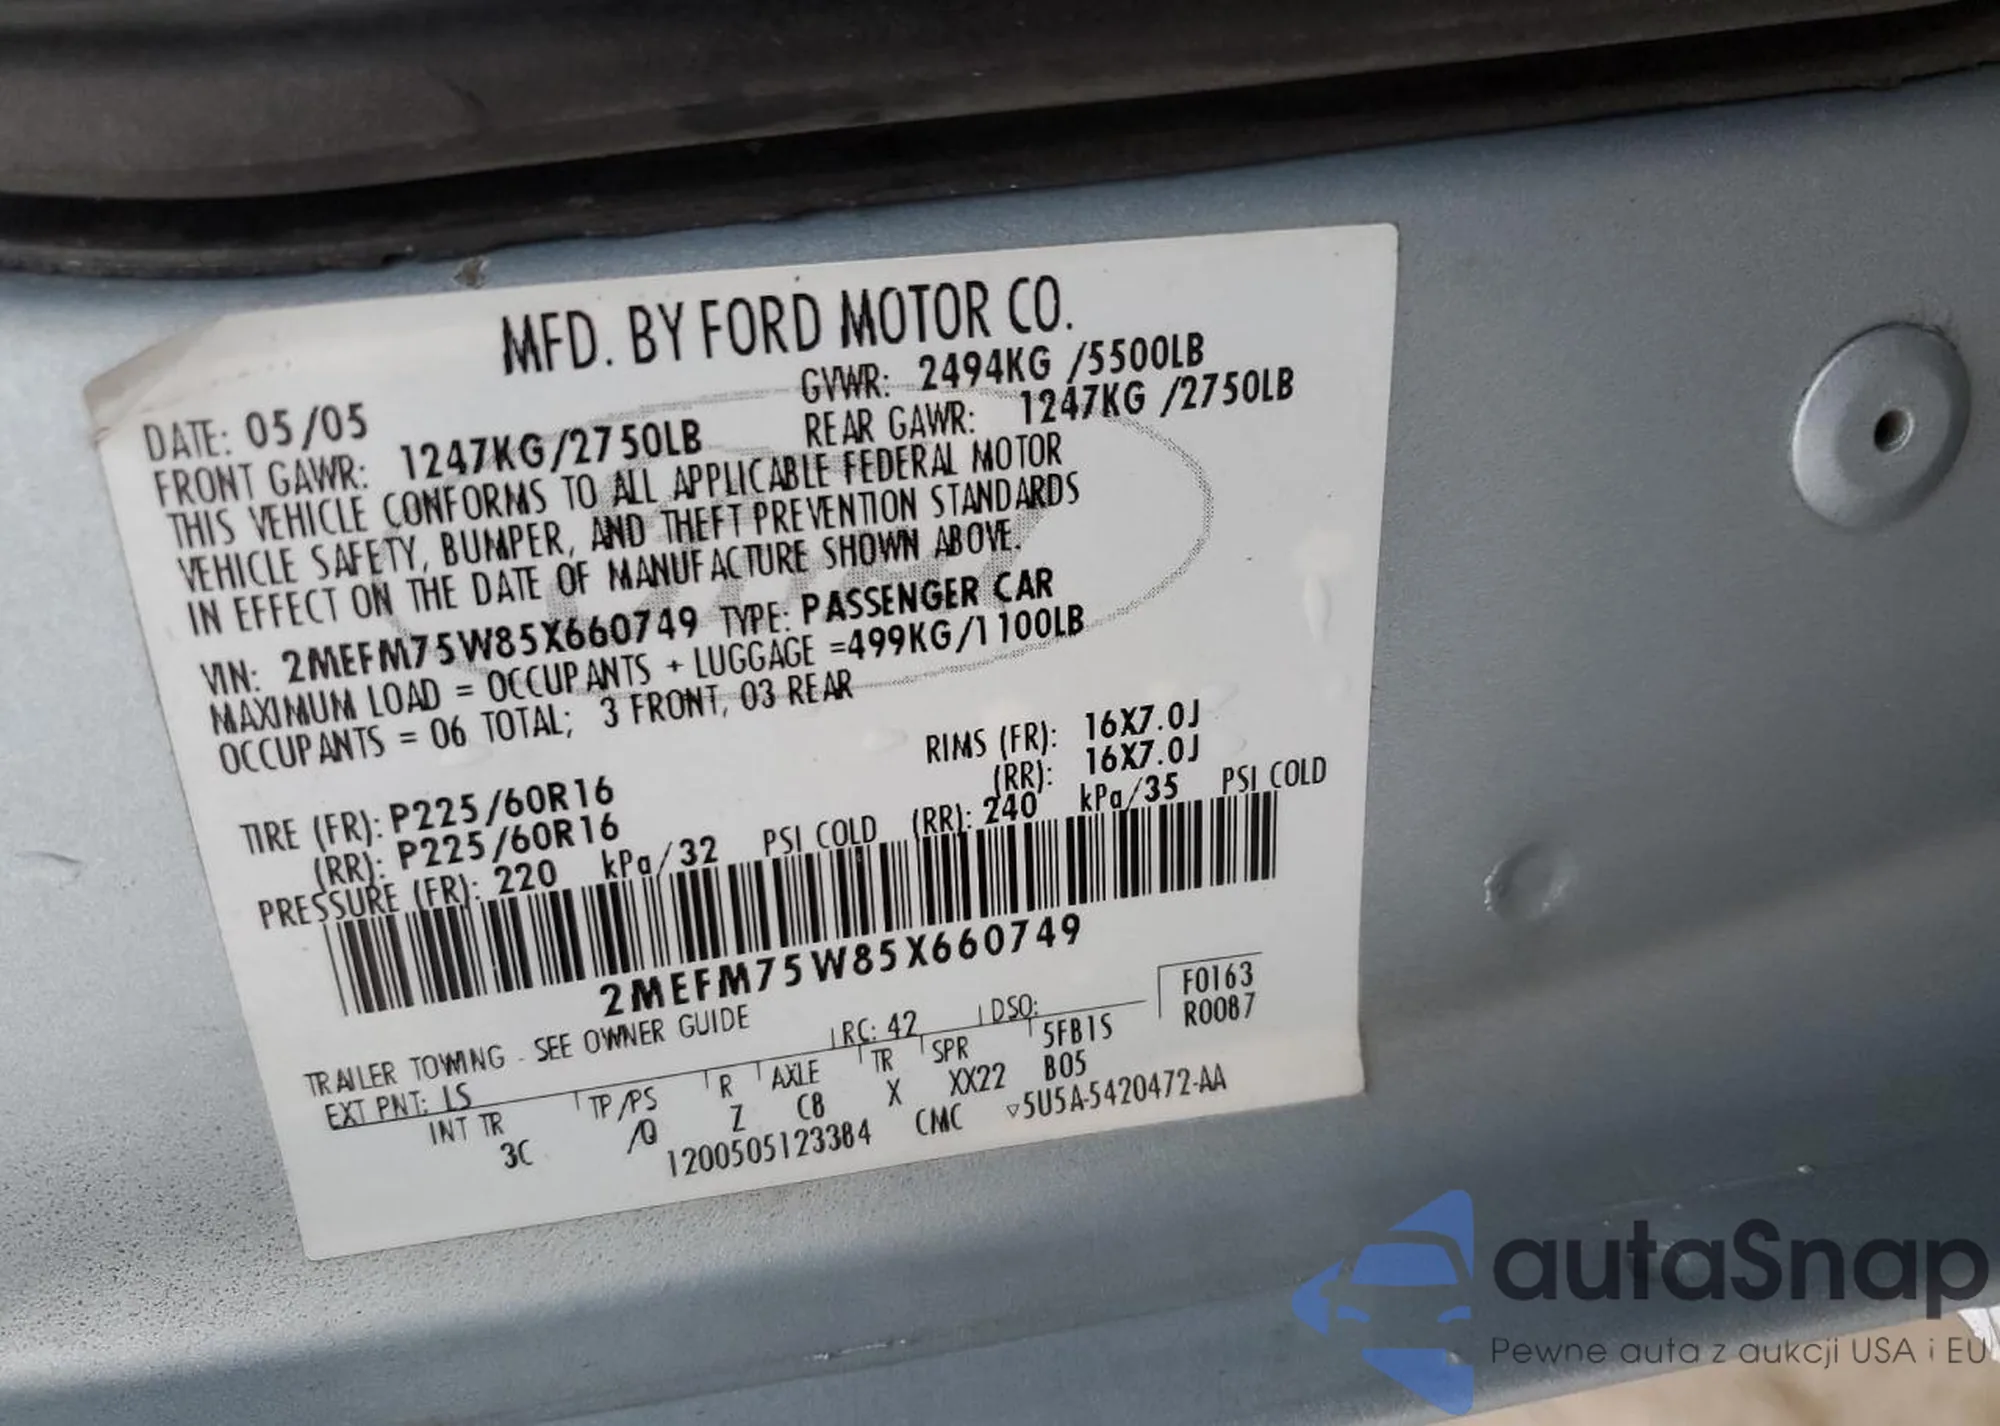 MFD. BY FORD MOTOR CO.
DATE: 05/05 GVWR: 2494KG /5500LB
FRONT GAWR: 1247KG/2750LB REAR GAWR: 1247KG /2750LB
THIS VEHICLE CONFORMS TO ALL APPLICABLE FEDERAL MOTOR
VEHICLE SAFETY, BUMPER, AND THEFT PREVENTION STANDARDS
IN EFFECT ON THE DATE OF MANUFACTURE SHOWN ABOVE.
VIN: 2MEFM75W85X660749 TYPE: PASSENGER CAR
MAXIMUM LOAD = OCCUPANTS + LUGGAGE =499KG/1100LB
OCCUPANTS = 06 TOTAL; 3 FRONT, 03 REAR
TIRE (FR): P225/60R16 RIMS (FR): 16X7.0J
(RR): P225/60R16 (RR): 16X7.0J
PRESSURE (FR): 220 kPa/32 PSI COLD (RR): 240 kPa/35 PSI COLD
2MEFM75W85X660749
TRAILER TOWING - SEE OWNER GUIDE
EXT PNT: LS RC: 42 DSO: F0163
R0087
INT TR TP/PS R AXLE TR SPR 5FB1S
3C /Q Z C8 X XX22 B05
1200505123384 CMC ▽5U5A-5420472-AA
autaSnap
Pewne auta z aukcji USA i EU